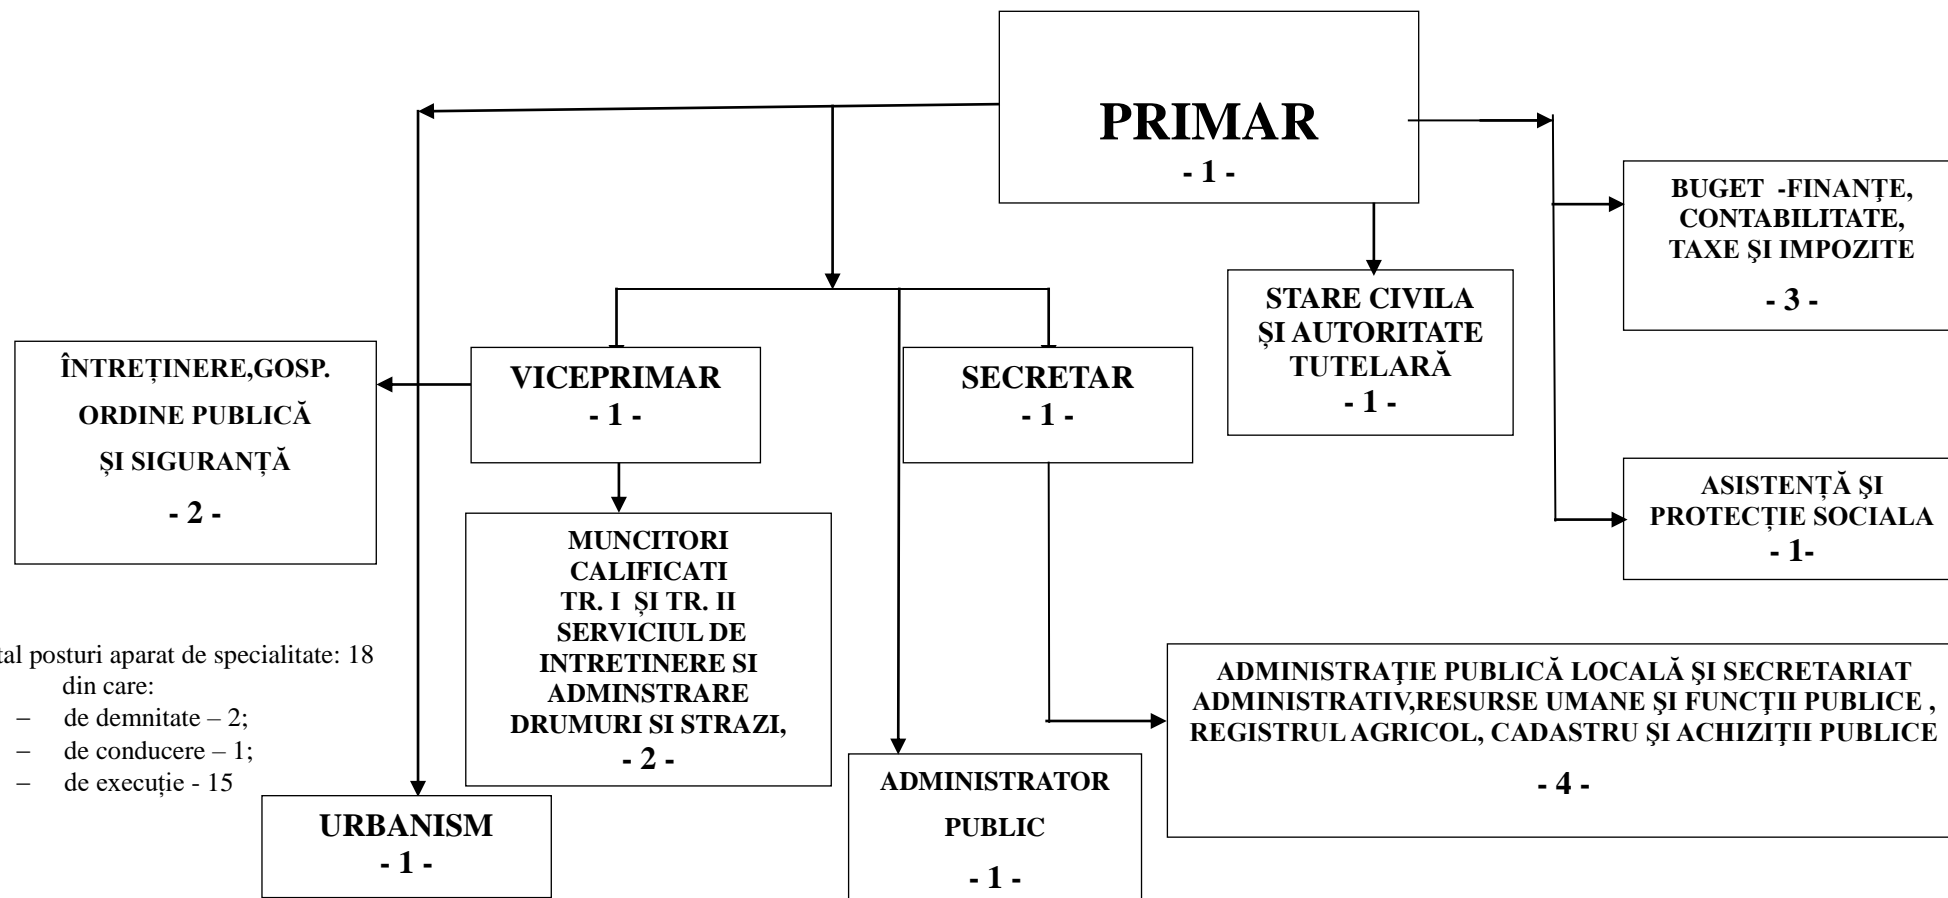 PRIMAR
- 1 -
BUGET -FINANŢE,
CONTABILITATE,
TAXE ŞI IMPOZITE
- 3 -
STARE CIVILA
ȘI AUTORITATE
TUTELARĂ
- 1 -
ÎNTREȚINERE,GOSP.
ORDINE PUBLICĂ
ȘI SIGURANȚĂ
- 2 -
VICEPRIMAR
- 1 -
SECRETAR
- 1 -
ASISTENȚĂ ŞI
PROTECȚIE SOCIALA
- 1-
MUNCITORI
CALIFICATI
TR. I ȘI TR. II
SERVICIUL DE
INTRETINERE SI
ADMINSTRARE
DRUMURI SI STRAZI,
- 2 -
tal posturi aparat de specialitate: 18
din care:
– de demnitate – 2;
– de conducere – 1;
– de execuție - 15
ADMINISTRAŢIE PUBLICĂ LOCALĂ ŞI SECRETARIAT
ADMINISTRATIV,RESURSE UMANE ŞI FUNCŢII PUBLICE ,
REGISTRUL AGRICOL, CADASTRU ŞI ACHIZIŢII PUBLICE
- 4 -
URBANISM
- 1 -
ADMINISTRATOR
PUBLIC
- 1 -